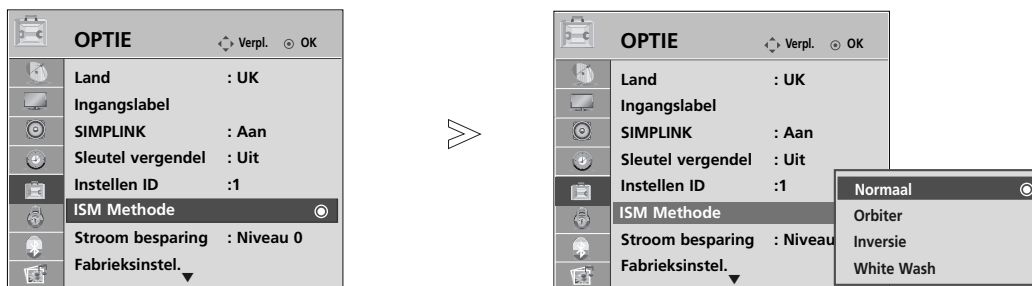 OPTIE Verpl. OK
Land : UK
Ingangslabel
SIMPLINK : Aan
Sleutel vergendel : Uit
Instellen ID :1
ISM Methode
Stroom besparing : Niveau 0
Fabrieksinstel.
OPTIE Verpl. OK
Land : UK
Ingangslabel
SIMPLINK : Aan
Sleutel vergendel : Uit
Instellen ID :1
ISM Methode
Stroom besparing : Niveau
Fabrieksinstel.
Normaal
Orbiter
Inversie
White Wash